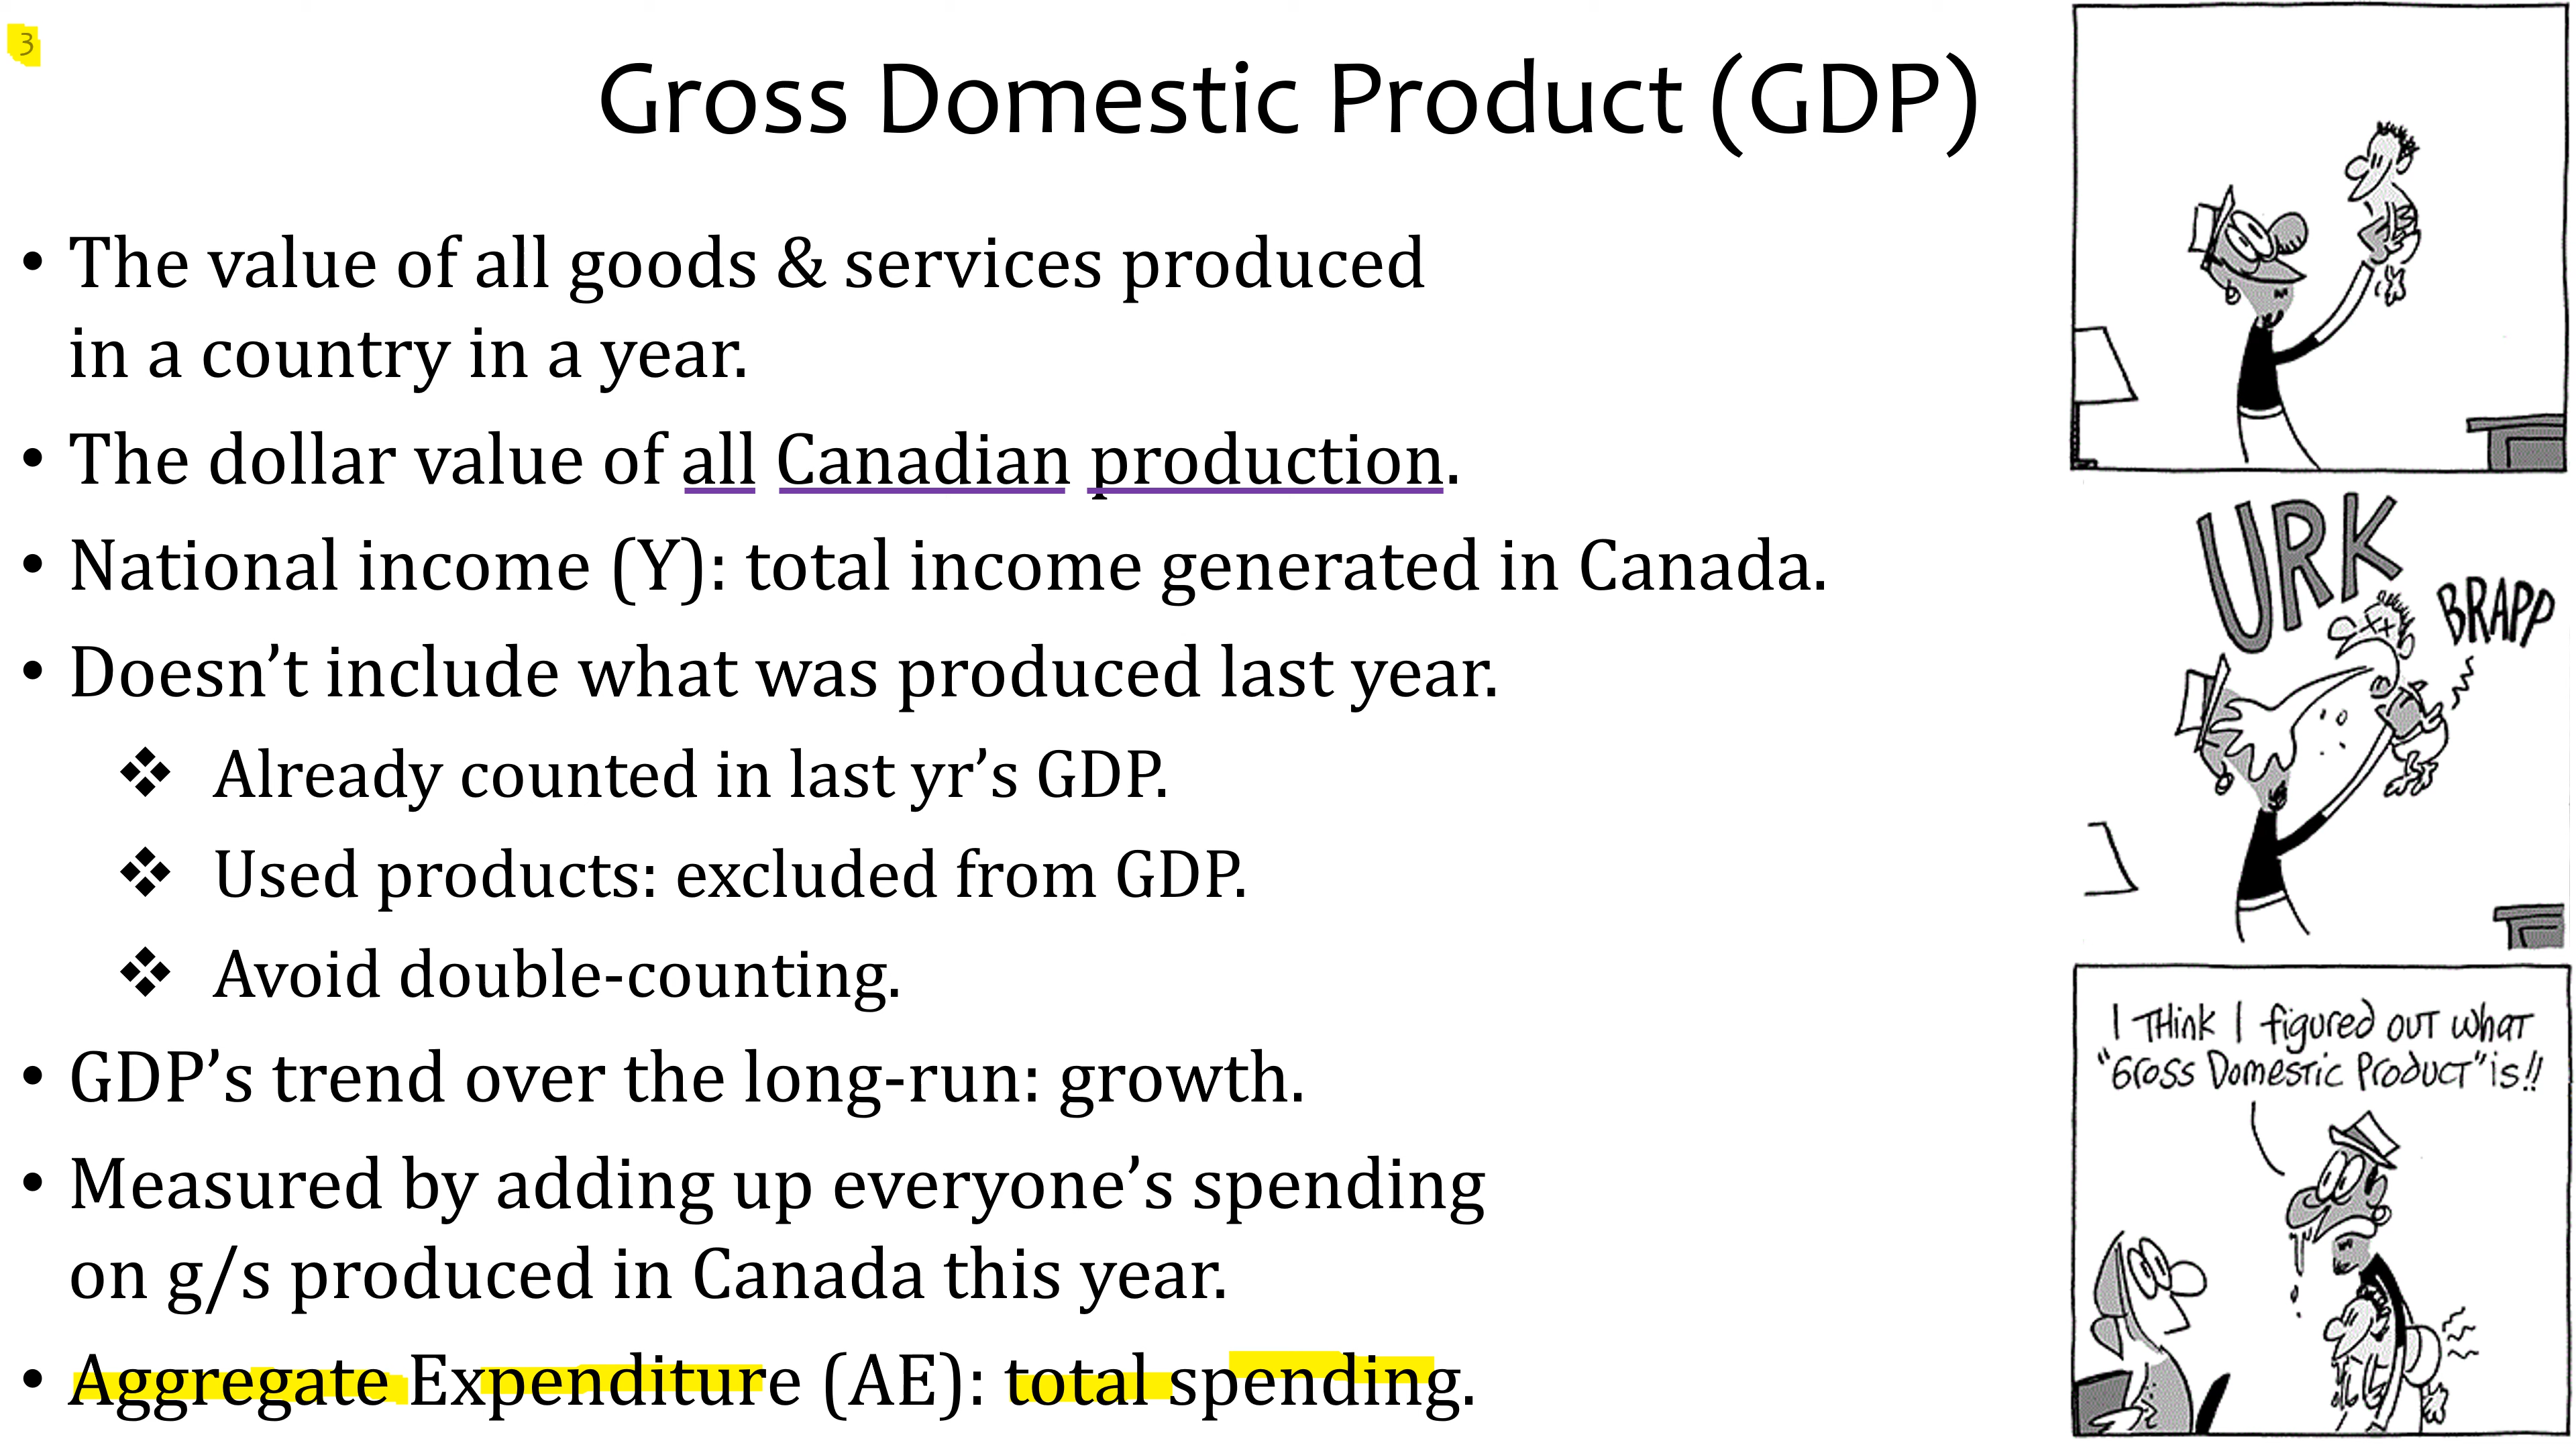 3
Gross Domestic Product (GDP)
• The value of all goods & services produced
in a country in a year.
• The dollar value of all Canadian production.
• National income (Y): total income generated in Canada.
• Doesn’t include what was produced last year.
❖ Already counted in last yr’s GDP.
❖ Used products: excluded from GDP.
❖ Avoid double-counting.
• GDP’s trend over the long-run: growth.
• Measured by adding up everyone’s spending
on g/s produced in Canada this year.
• Aggregate Expenditure (AE): total spending.
URK
BRAPP
I THink I figured out what
"Gross Domestic Product" is!!